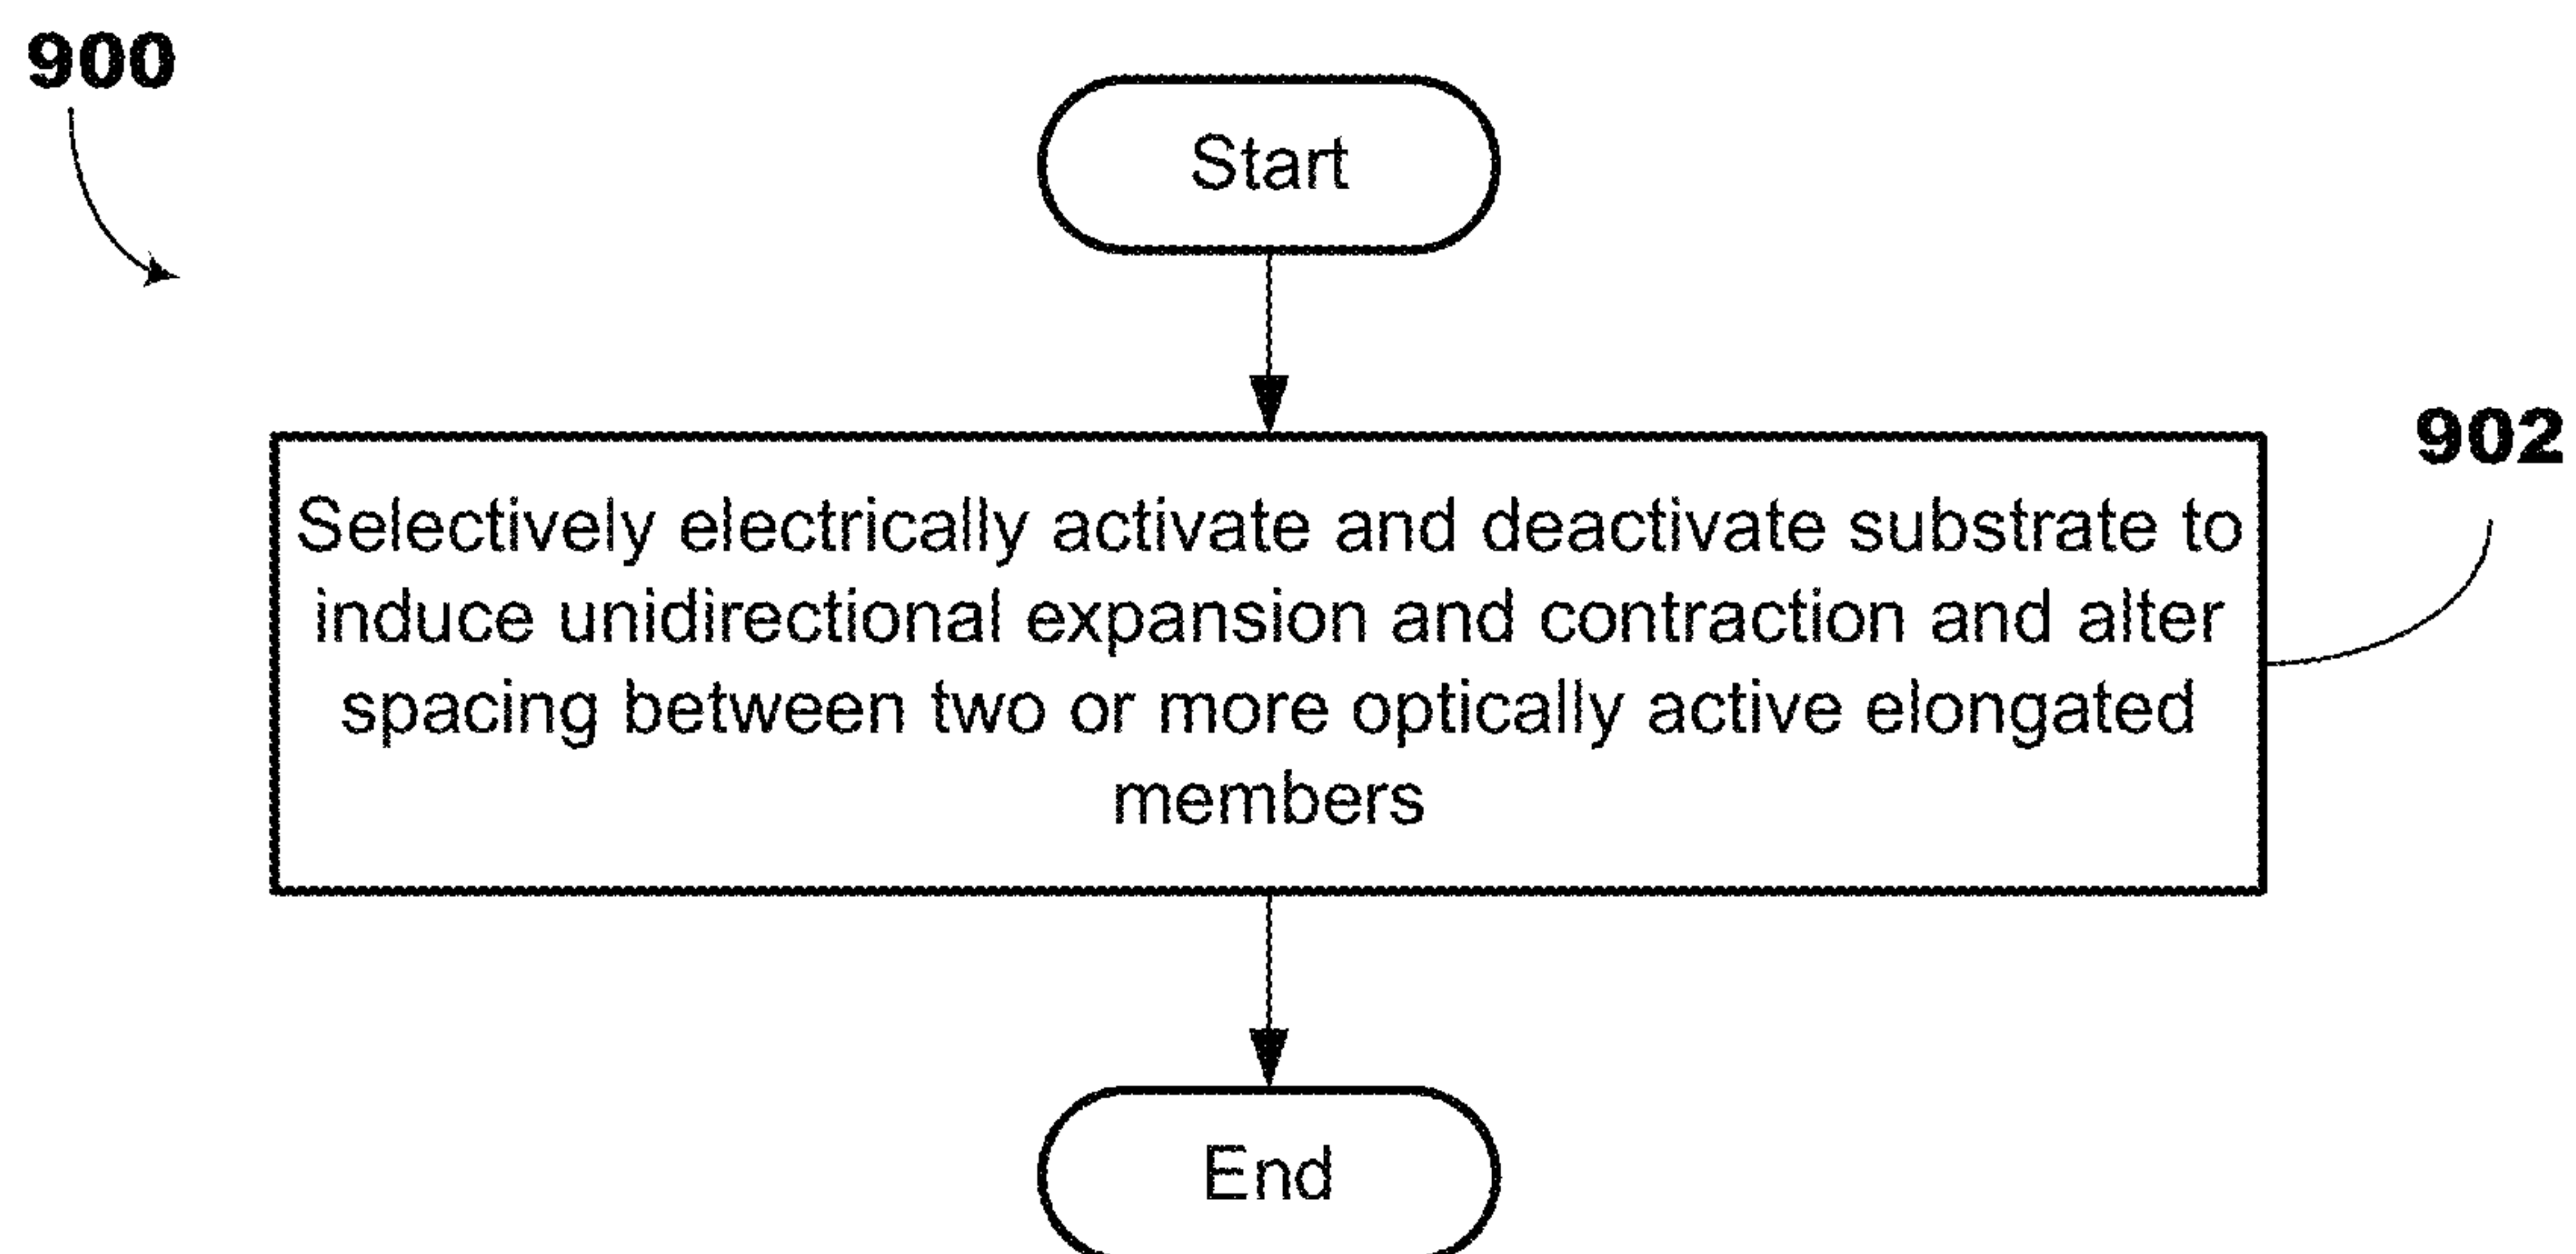 900
Start
902
Selectively electrically activate and deactivate substrate to
induce unidirectional expansion and contraction and alter
spacing between two or more optically active elongated
members
End